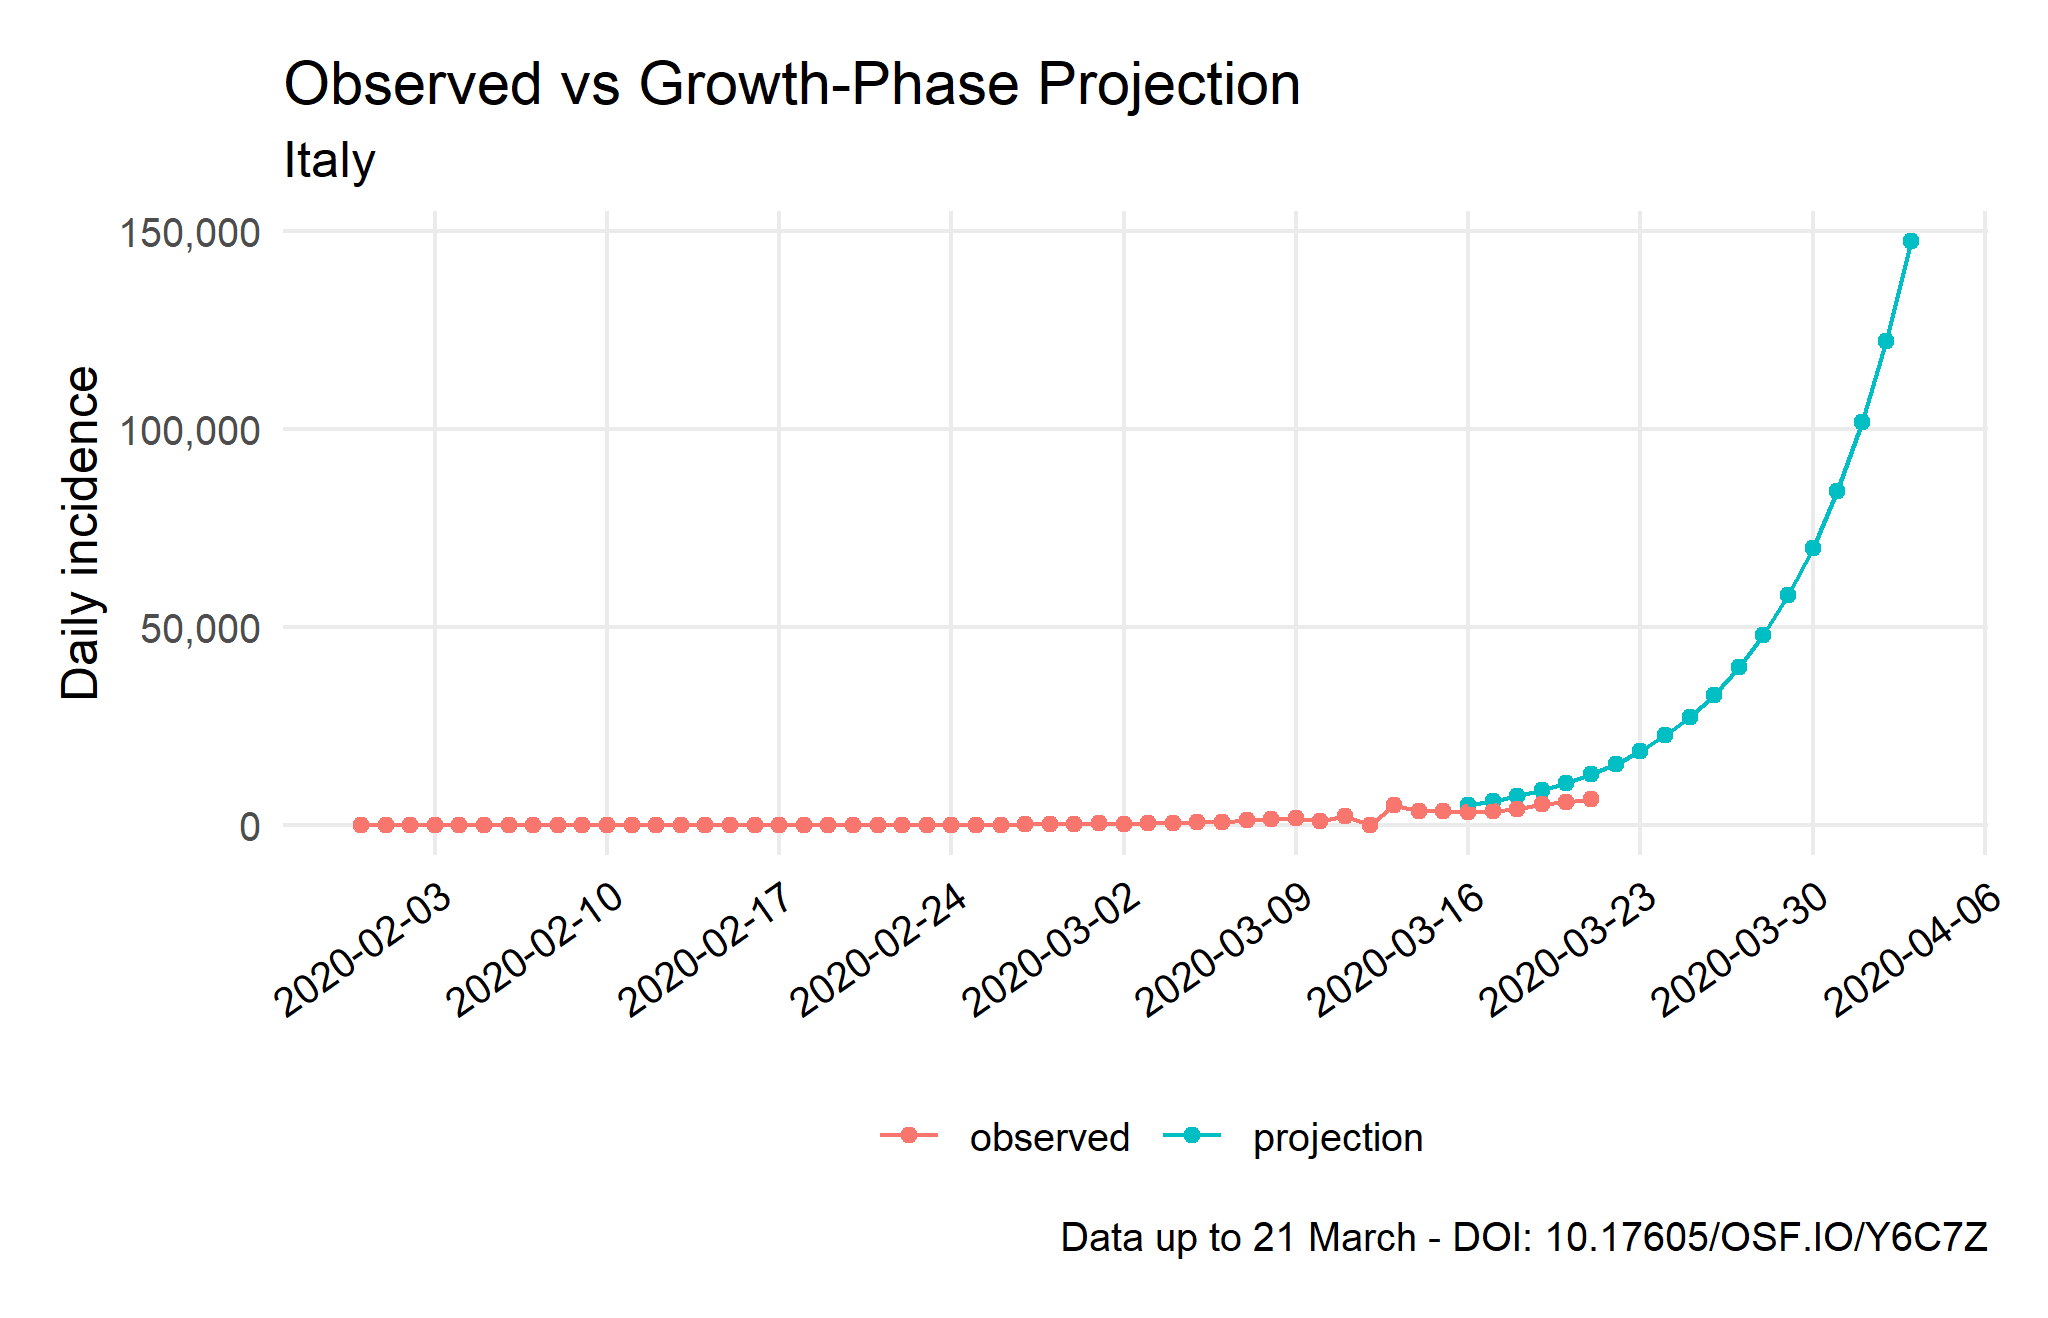 Observed vs Growth-Phase Projection
Italy
Daily incidence
150,000
100,000
50,000
0
2020-02-03
2020-02-10
2020-02-17
2020-02-24
2020-03-02
2020-03-09
2020-03-16
2020-03-23
2020-03-30
2020-04-06
observed
projection
Data up to 21 March - DOI: 10.17605/OSF.IO/Y6C7Z